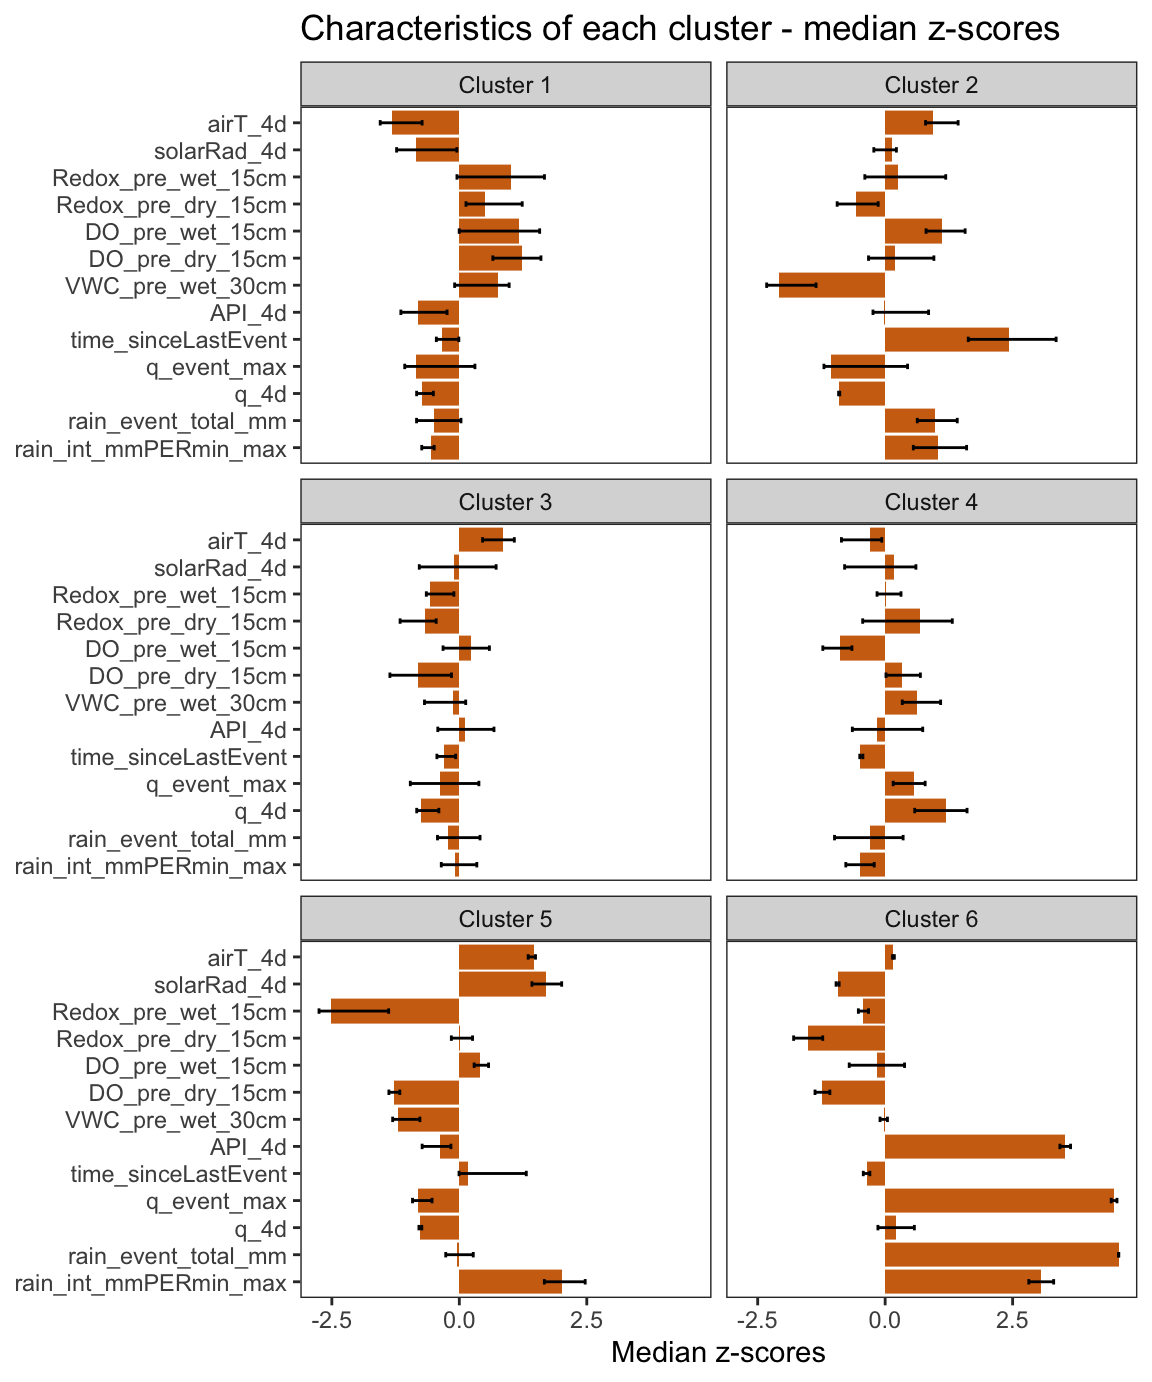 Characteristics of each cluster - median z-scores
Cluster 1
Cluster 2
airT_4d
solarRad_4d
Redox_pre_wet_15cm
Redox_pre_dry_15cm
DO_pre_wet_15cm
DO_pre_dry_15cm
VWC_pre_wet_30cm
API_4d
time_sinceLastEvent
q_event_max
q_4d
rain_event_total_mm
rain_int_mmPERmin_max
Cluster 3
Cluster 4
airT_4d
solarRad_4d
Redox_pre_wet_15cm
Redox_pre_dry_15cm
DO_pre_wet_15cm
DO_pre_dry_15cm
VWC_pre_wet_30cm
API_4d
time_sinceLastEvent
q_event_max
q_4d
rain_event_total_mm
rain_int_mmPERmin_max
Cluster 5
Cluster 6
airT_4d
solarRad_4d
Redox_pre_wet_15cm
Redox_pre_dry_15cm
DO_pre_wet_15cm
DO_pre_dry_15cm
VWC_pre_wet_30cm
API_4d
time_sinceLastEvent
q_event_max
q_4d
rain_event_total_mm
rain_int_mmPERmin_max
-2.5 0.0 2.5
-2.5 0.0 2.5
Median z-scores